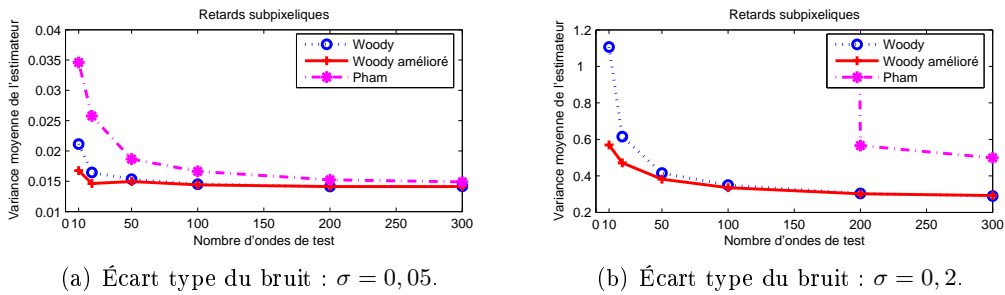 Retards subpixeliques
Variance moyenne de l'estimateur
0.04
0.035
0.03
0.025
0.02
0.015
0.01
Woody
Woody amélioré
Pham
0 10 50 100 150 200 250 300
Nombre d'ondes de test
(a) Écart type du bruit : σ = 0, 05.
Retards subpixeliques
Variance moyenne de l'estimateur
1.2
1
0.8
0.6
0.4
0.2
Woody
Woody amélioré
Pham
0 10 50 100 150 200 250 300
Nombre d'ondes de test
(b) Écart type du bruit : σ = 0, 2.